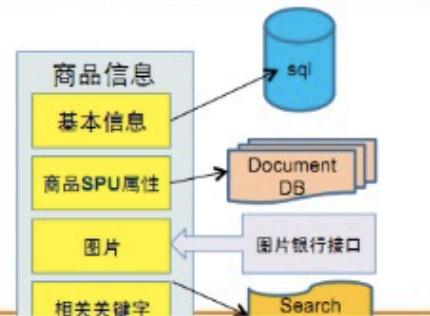 商品信息
基本信息
sql
商品SPU属性
Document
DB
图片
图片银行接口
相关关键字
Search